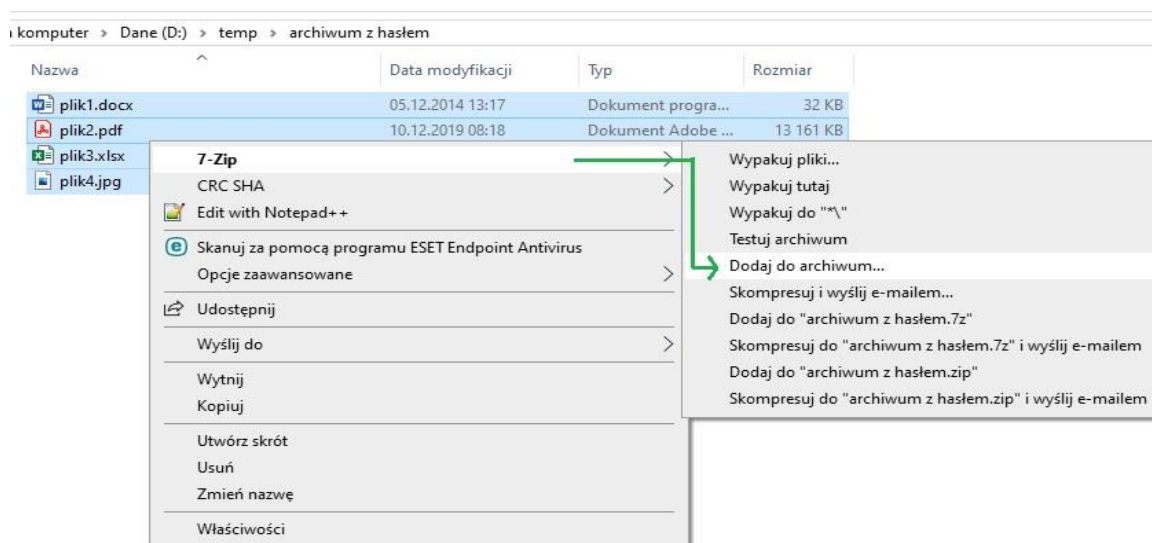 komputer > Dane (D:) > temp > archiwum z hasłem
Nazwa Data modyfikacji Typ Rozmiar
plik1.docx 05.12.2014 13:17 Dokument progra... 32 KB
plik2.pdf 10.12.2019 08:18 Dokument Adobe ... 13 161 KB
plik3.xlsx
plik4.jpg
7-Zip
CRC SHA
Edit with Notepad++
Skanuj za pomocą programu ESET Endpoint Antivirus
Opcje zaawansowane
Udostępnij
Wyślij do
Wytnij
Kopiuj
Utwórz skrót
Usuń
Zmień nazwę
Właściwości
Wypakuj pliki...
Wypakuj tutaj
Wypakuj do "*\"
Testuj archiwum
Dodaj do archiwum...
Skompresuj i wyślij e-mailem...
Dodaj do "archiwum z hasłem.7z"
Skompresuj do "archiwum z hasłem.7z" i wyślij e-mailem
Dodaj do "archiwum z hasłem.zip"
Skompresuj do "archiwum z hasłem.zip" i wyślij e-mailem